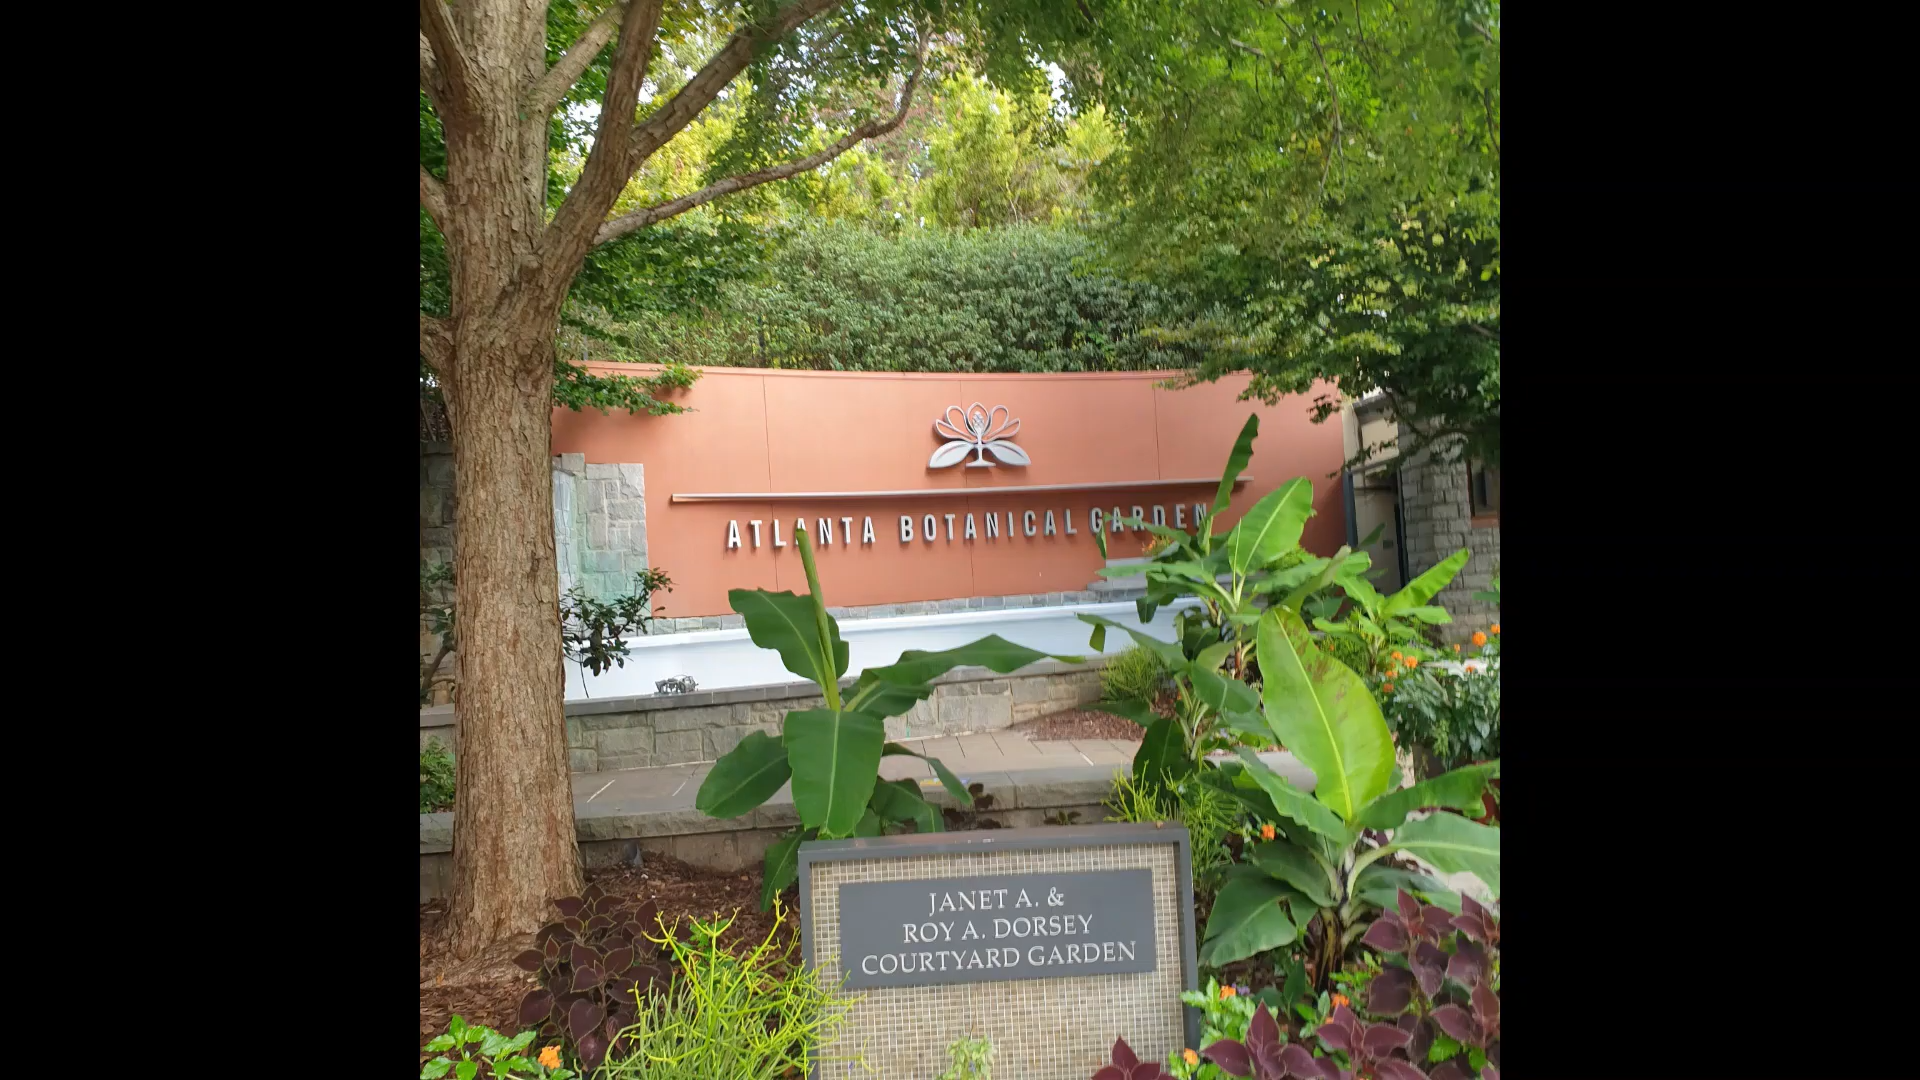 ATLANTA BOTANICAL GARDEN
JANET A. &
ROY A. DORSEY
COURTYARD GARDEN